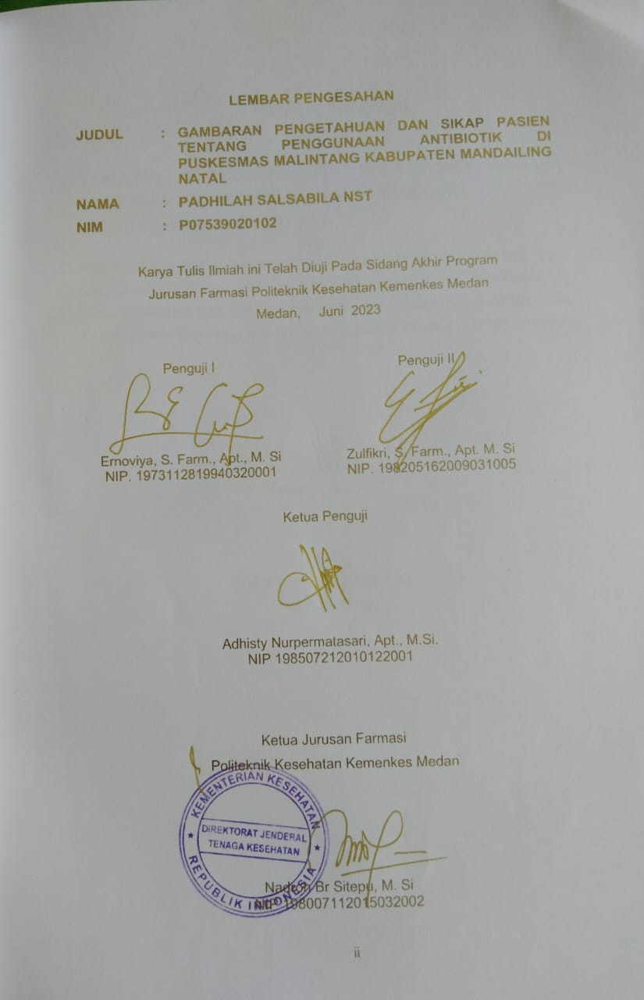 LEMBAR PENGESAHAN
JUDUL : GAMBARAN PENGETAHUAN DAN SIKAP PASIEN
TENTANG PENGGUNAAN ANTIBIOTIK DI
PUSKESMAS MALINTANG KABUPATEN MANDAILING
NATAL
NAMA : PADHILAH SALSABILA NST
NIM : P07539020102
Karya Tulis Ilmiah ini Telah Diuji Pada Sidang Akhir Program
Jurusan Farmasi Politeknik Kesehatan Kemenkes Medan
Medan, Juni 2023
Penguji I
Penguji II
Ernoviya, S. Farm., Apt., M. Si
NIP. 1973112819940320001
Zulfikri, S. Farm., Apt. M. Si
NIP. 198205162009031005
Ketua Penguji
Adhisty Nurpermatasari, Apt., M.Si.
NIP 198507212010122001
Ketua Jurusan Farmasi
Politeknik Kesehatan Kemenkes Medan
KEMENTERIAN KESEHATAN
DIREKTORAT JENDERAL
TENAGA KESEHATAN
REPUBLIK INDONESIA
Nadroh Br Sitepu, M. Si
NIP 198007112015032002
ii